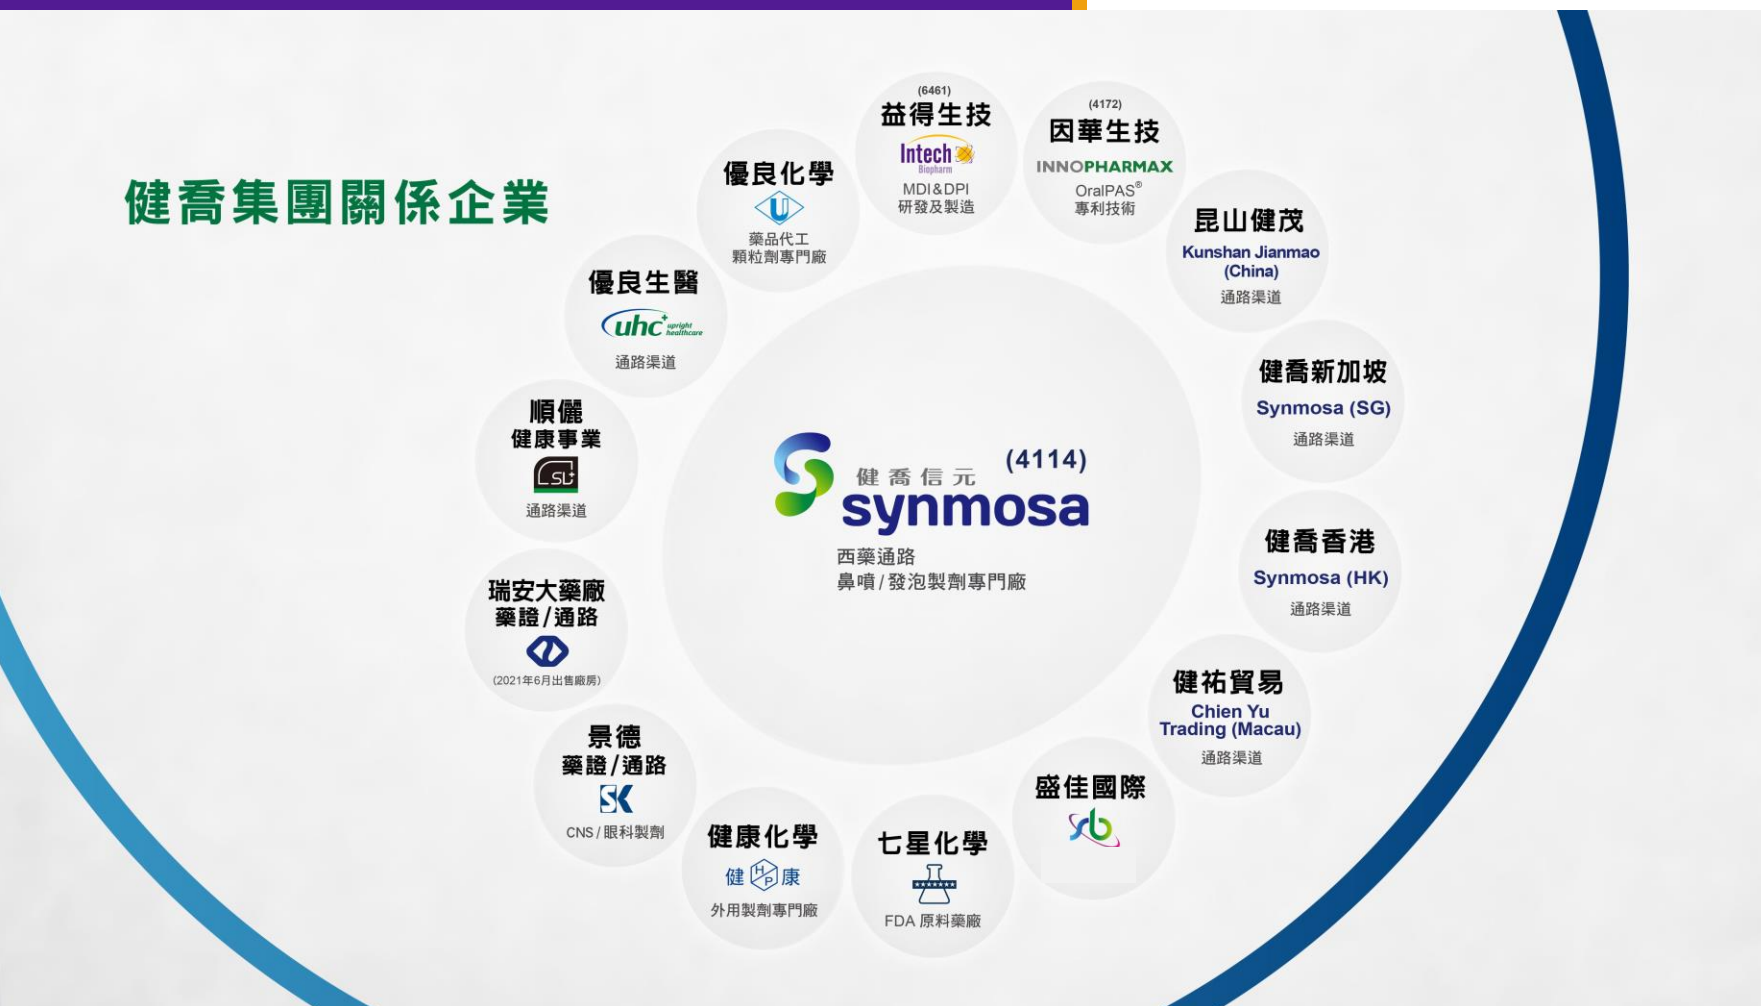 健喬集團關係企業
(6461)
益得生技
Intech
Biopharm
MDI&DPI
研發及製造
(4172)
因華生技
INNOPHARMAX
OralPAS®
專利技術
昆山健茂
Kunshan Jianmao
(China)
通路渠道
健喬新加坡
Synmosa (SG)
通路渠道
健喬香港
Synmosa (HK)
通路渠道
健祐貿易
Chien Yu
Trading (Macau)
通路渠道
盛佳國際
七星化學
FDA 原料藥廠
健康化學
健 HP 康
外用製劑專門廠
景德
藥證/通路
SK
CNS/眼科製劑
瑞安大藥廠
藥證/通路
(2021年6月出售廠房)
順儷
健康事業
LSL+
通路渠道
優良生醫
uhc+ upright
healthcare
通路渠道
優良化學
U
藥品代工
顆粒劑專門廠
健喬信元 (4114)
synmosa
西藥通路
鼻噴/發泡製劑專門廠